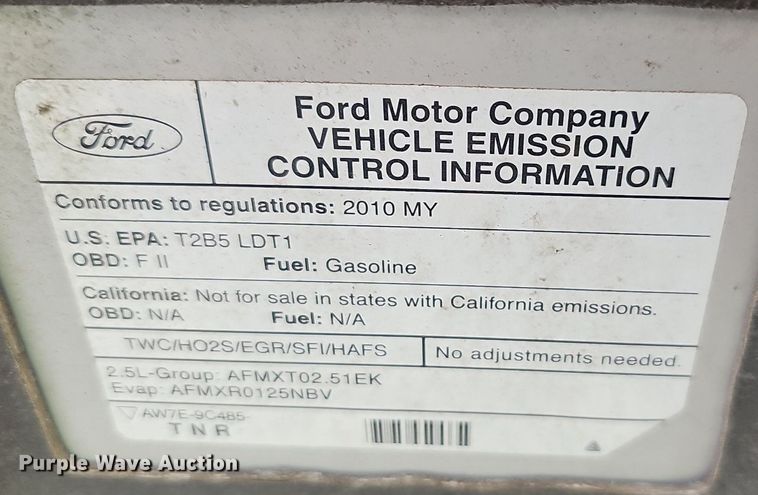 Ford
Ford Motor Company
VEHICLE EMISSION
CONTROL INFORMATION
Conforms to regulations: 2010 MY
U.S. EPA: T2B5 LDT1
OBD: F II Fuel: Gasoline
California: Not for sale in states with California emissions.
OBD: N/A Fuel: N/A
TWC/HO2S/EGR/SFI/HAFS No adjustments needed.
2.5L-Group: AFMXT02.51EK
Evap: AFMXR0125NBV
AW7E-9C485-
TNR
Purple Wave Auction